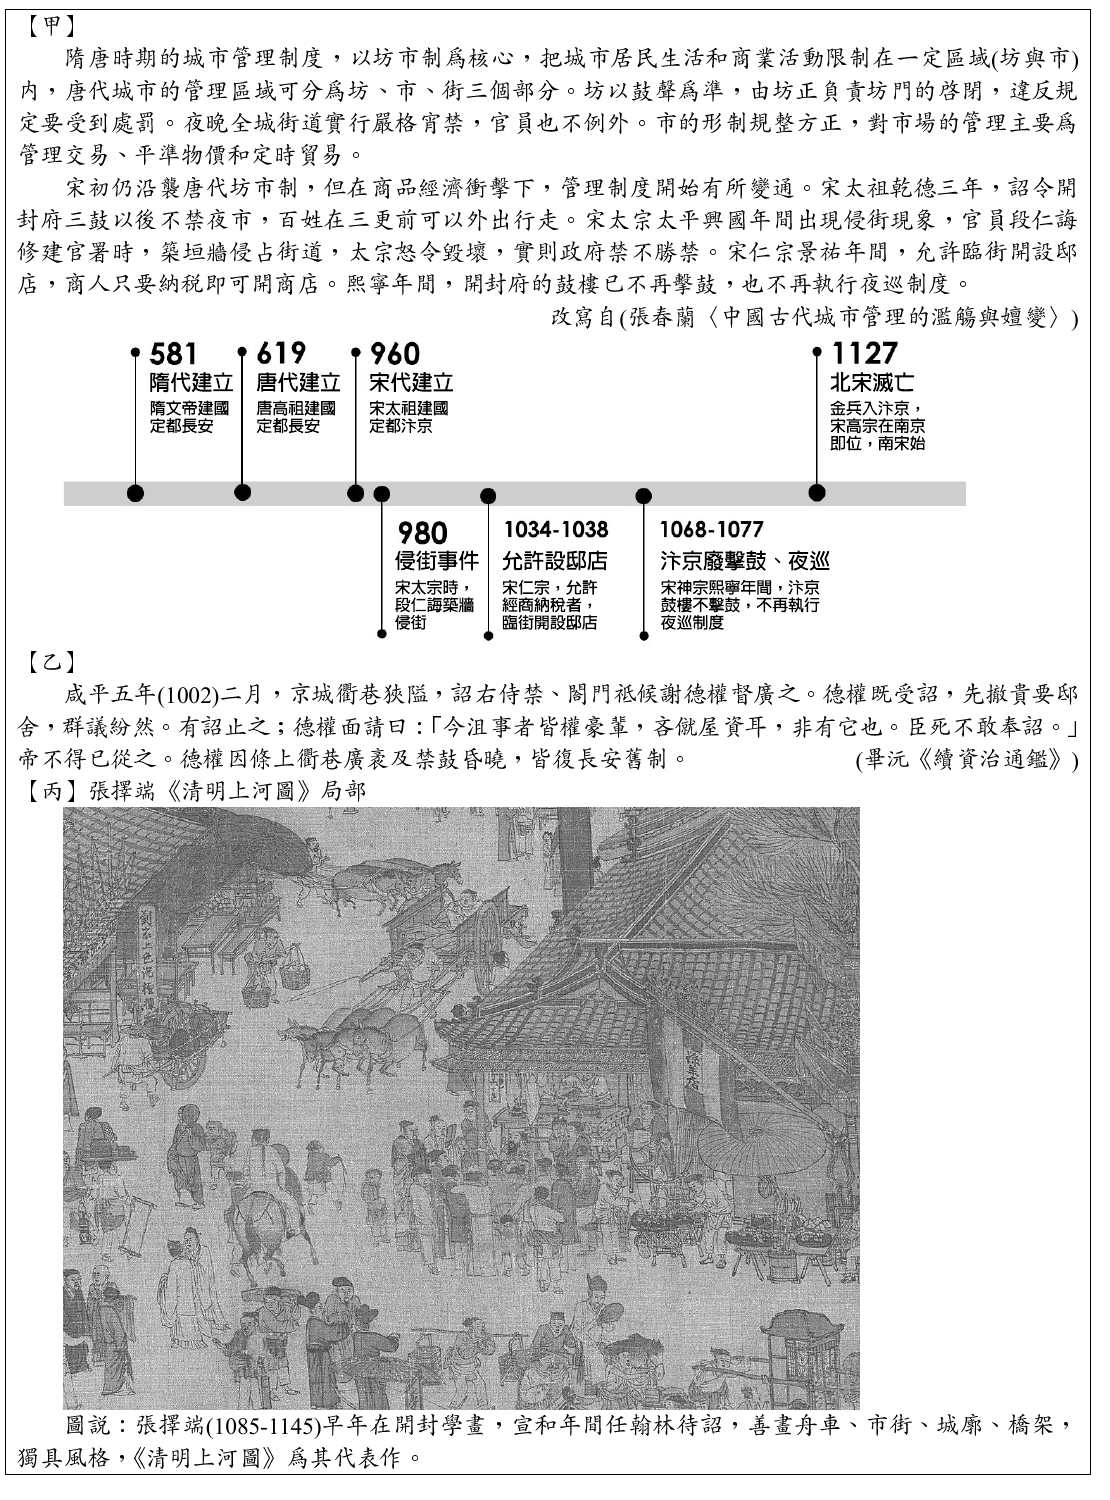 【甲】
隋唐時期的城市管理制度，以坊市制為核心，把城市居民生活和商業活動限制在一定區域(坊與市)
內，唐代城市的管理區域可分為坊、市、街三個部分。坊以鼓聲為準，由坊正負責坊門的啓閉，違反規
定要受到處罰。夜晚全城街道實行嚴格宵禁，官員也不例外。市的形制規整方正，對市場的管理主要為
管理交易、平準物價和定時貿易。
宋初仍沿襲唐代坊市制，但在商品經濟衝擊下，管理制度開始有所變通。宋太祖乾德三年，詔令開
封府三鼓以後不禁夜市，百姓在三更前可以外出行走。宋太宗太平興國年間出現侵街現象，官員段仁誨
修建官署時，築垣牆侵占街道，太宗怒令毀壞，實則政府禁不勝禁。宋仁宗景祐年間，允許臨街開設邸
店，商人只要納稅即可開商店。熙寧年間，開封府的鼓樓已不再擊鼓，也不再執行夜巡制度。
改寫自(張春蘭〈中國古代城市管理的濫觴與嬗變〉)
581
隋代建立
隋文帝建國
定都長安
619
唐代建立
唐高祖建國
定都長安
960
宋代建立
宋太祖建國
定都汴京
1127
北宋滅亡
金兵入汴京，
宋高宗在南京
即位，南宋始
980
侵街事件
宋太宗時，
段仁誨築牆
侵街
1034-1038
允許設邸店
宋仁宗，允許
經商納稅者，
臨街開設邸店
1068-1077
汴京廢擊鼓、夜巡
宋神宗熙寧年間，汴京
鼓樓不擊鼓，不再執行
夜巡制度
【乙】
咸平五年(1002)二月，京城衢巷狹隘，詔右侍禁、閤門祗候謝德權督廣之。德權既受詔，先撤貴要邸
舍，群議紛然。有詔止之；德權面請曰：「今沮事者皆權豪輩，吝僦屋資耳，非有它也。臣死不敢奉詔。」
帝不得已從之。德權因條上衢巷廣袤及禁鼓昏曉，皆復長安舊制。
(畢沅《續資治通鑑》)
【丙】張擇端《清明上河圖》局部
劉家上色沉檀揀
孫羊店
圖說：張擇端(1085-1145)早年在開封學畫，宣和年間任翰林待詔，善畫舟車、市街、城廓、橋架，
獨具風格，《清明上河圖》為其代表作。